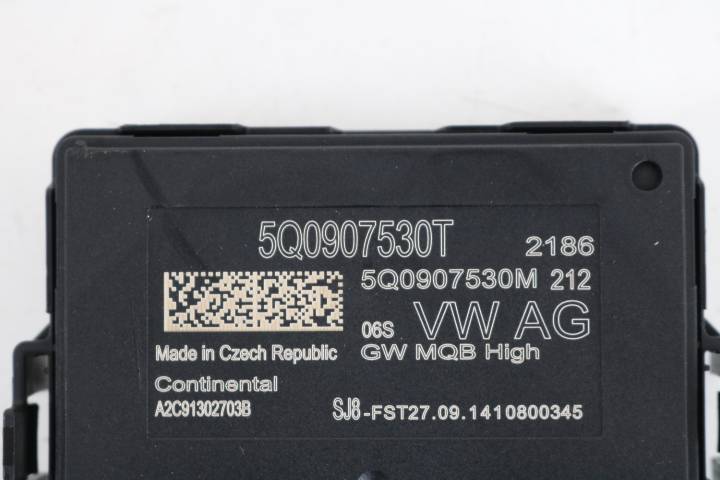 5Q0907530T 2186
5Q0907530M 212
06S VW AG
Made in Czech Republic GW MQB High
Continental
A2C91302703B SJ8-FST27.09.1410800345